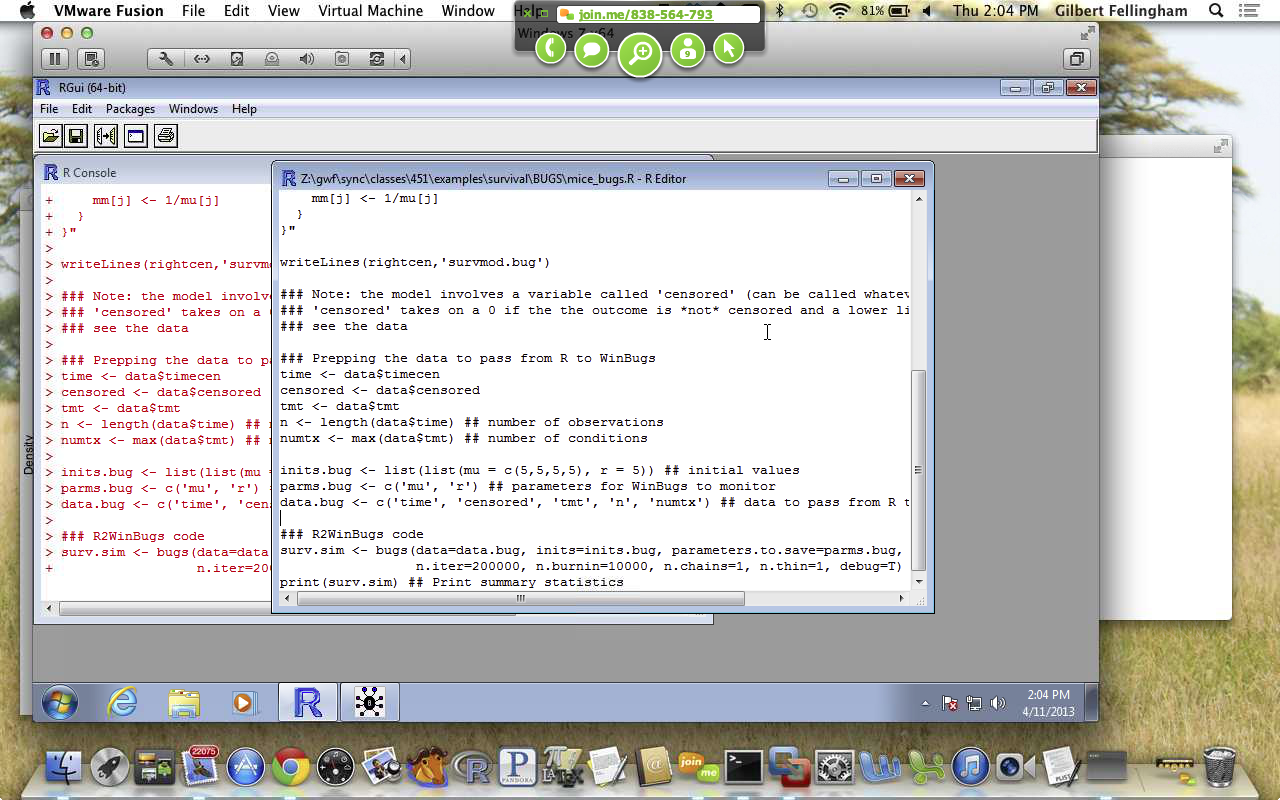 VMware Fusion File Edit View Virtual Machine Window Help
join.me/838-564-793
81% Thu 2:04 PM Gilbert Fellingham
Windows 7 x64
RGui (64-bit)
File Edit Packages Windows Help
R Console
+     mm[j] <- 1/mu[j]
+   }
+ }"
>
> writeLines(rightcen,'survm
>
> ### Note: the model involv
> ### 'censored' takes on a
> ### see the data
>
> ### Prepping the data to p
> time <- data$timecen
> censored <- data$censored
> tmt <- data$tmt
> n <- length(data$time) ##
> numtx <- max(data$tmt) ##
>
> inits.bug <- list(list(mu =
> parms.bug <- c('mu', 'r')
> data.bug <- c('time', 'cens
>
> ### R2WinBugs code
> surv.sim <- bugs(data=data
+                  n.iter=200
Z:\gwf\sync\classes\451\examples\survival\BUGS\mice_bugs.R - R Editor
    mm[j] <- 1/mu[j]
  }
}"
writeLines(rightcen,'survmod.bug')
### Note: the model involves a variable called 'censored' (can be called whatev
### 'censored' takes on a 0 if the the outcome is *not* censored and a lower li
### see the data
### Prepping the data to pass from R to WinBugs
time <- data$timecen
censored <- data$censored
tmt <- data$tmt
n <- length(data$time) ## number of observations
numtx <- max(data$tmt) ## number of conditions
inits.bug <- list(list(mu = c(5,5,5,5), r = 5)) ## initial values
parms.bug <- c('mu', 'r') ## parameters for WinBugs to monitor
data.bug <- c('time', 'censored', 'tmt', 'n', 'numtx') ## data to pass from R t
### R2WinBugs code
surv.sim <- bugs(data=data.bug, inits=inits.bug, parameters.to.save=parms.bug,
                 n.iter=200000, n.burnin=10000, n.chains=1, n.thin=1, debug=T)
print(surv.sim) ## Print summary statistics
Density
2:04 PM
4/11/2013
22075
PANDORA
join
me
PLIST